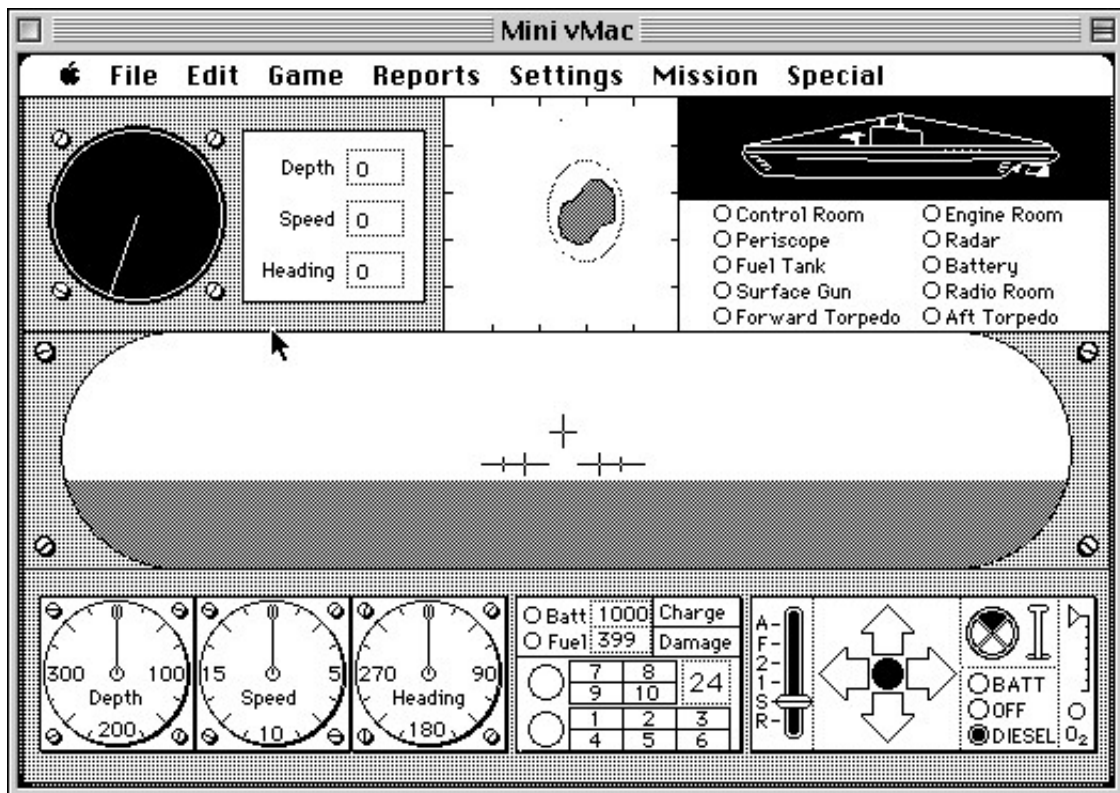 Mini vMac
File Edit Game Reports Settings Mission Special
Depth 0
Speed 0
Heading 0
Control Room
Periscope
Fuel Tank
Surface Gun
Forward Torpedo
Engine Room
Radar
Battery
Radio Room
Aft Torpedo
0
300 100
Depth
200
0
15 5
Speed
10
0
270 90
Heading
180
Batt 1000 Charge
Fuel 399 Damage
7 8
9 10
24
1 2 3
4 5 6
A
F
2
1
S
R
BATT
OFF
DIESEL
O2